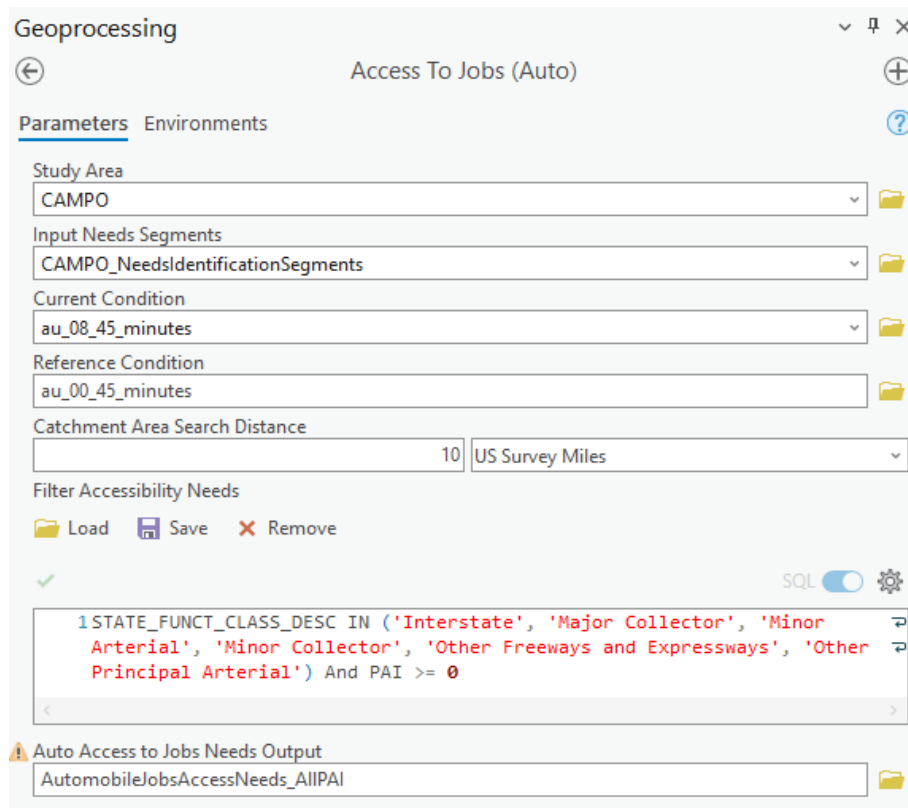 Geoprocessing
Access To Jobs (Auto)
Parameters Environments
Study Area
CAMPO
Input Needs Segments
CAMPO_NeedsIdentificationSegments
Current Condition
au_08_45_minutes
Reference Condition
au_00_45_minutes
Catchment Area Search Distance
10 US Survey Miles
Filter Accessibility Needs
Load Save Remove
SQL
1 STATE_FUNCT_CLASS_DESC IN ('Interstate', 'Major Collector', 'Minor
Arterial', 'Minor Collector', 'Other Freeways and Expressways', 'Other
Principal Arterial') And PAI >= 0
Auto Access to Jobs Needs Output
AutomobileJobsAccessNeeds_AllPAI